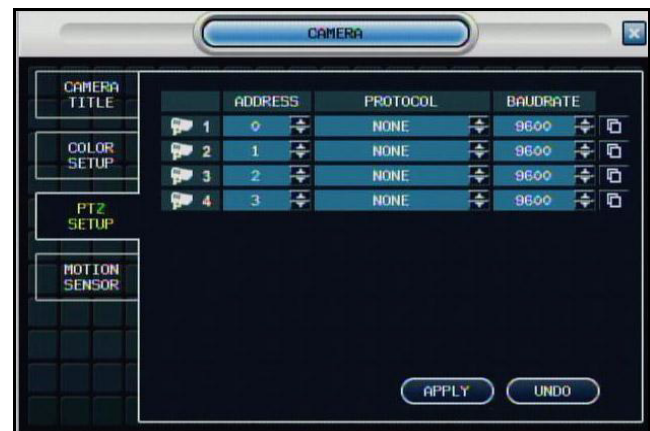 CAMERA
CAMERA
TITLE
COLOR
SETUP
PTZ
SETUP
MOTION
SENSOR
ADDRESS PROTOCOL BAUDRATE
1 0 NONE 9600
2 1 NONE 9600
3 2 NONE 9600
4 3 NONE 9600
APPLY UNDO